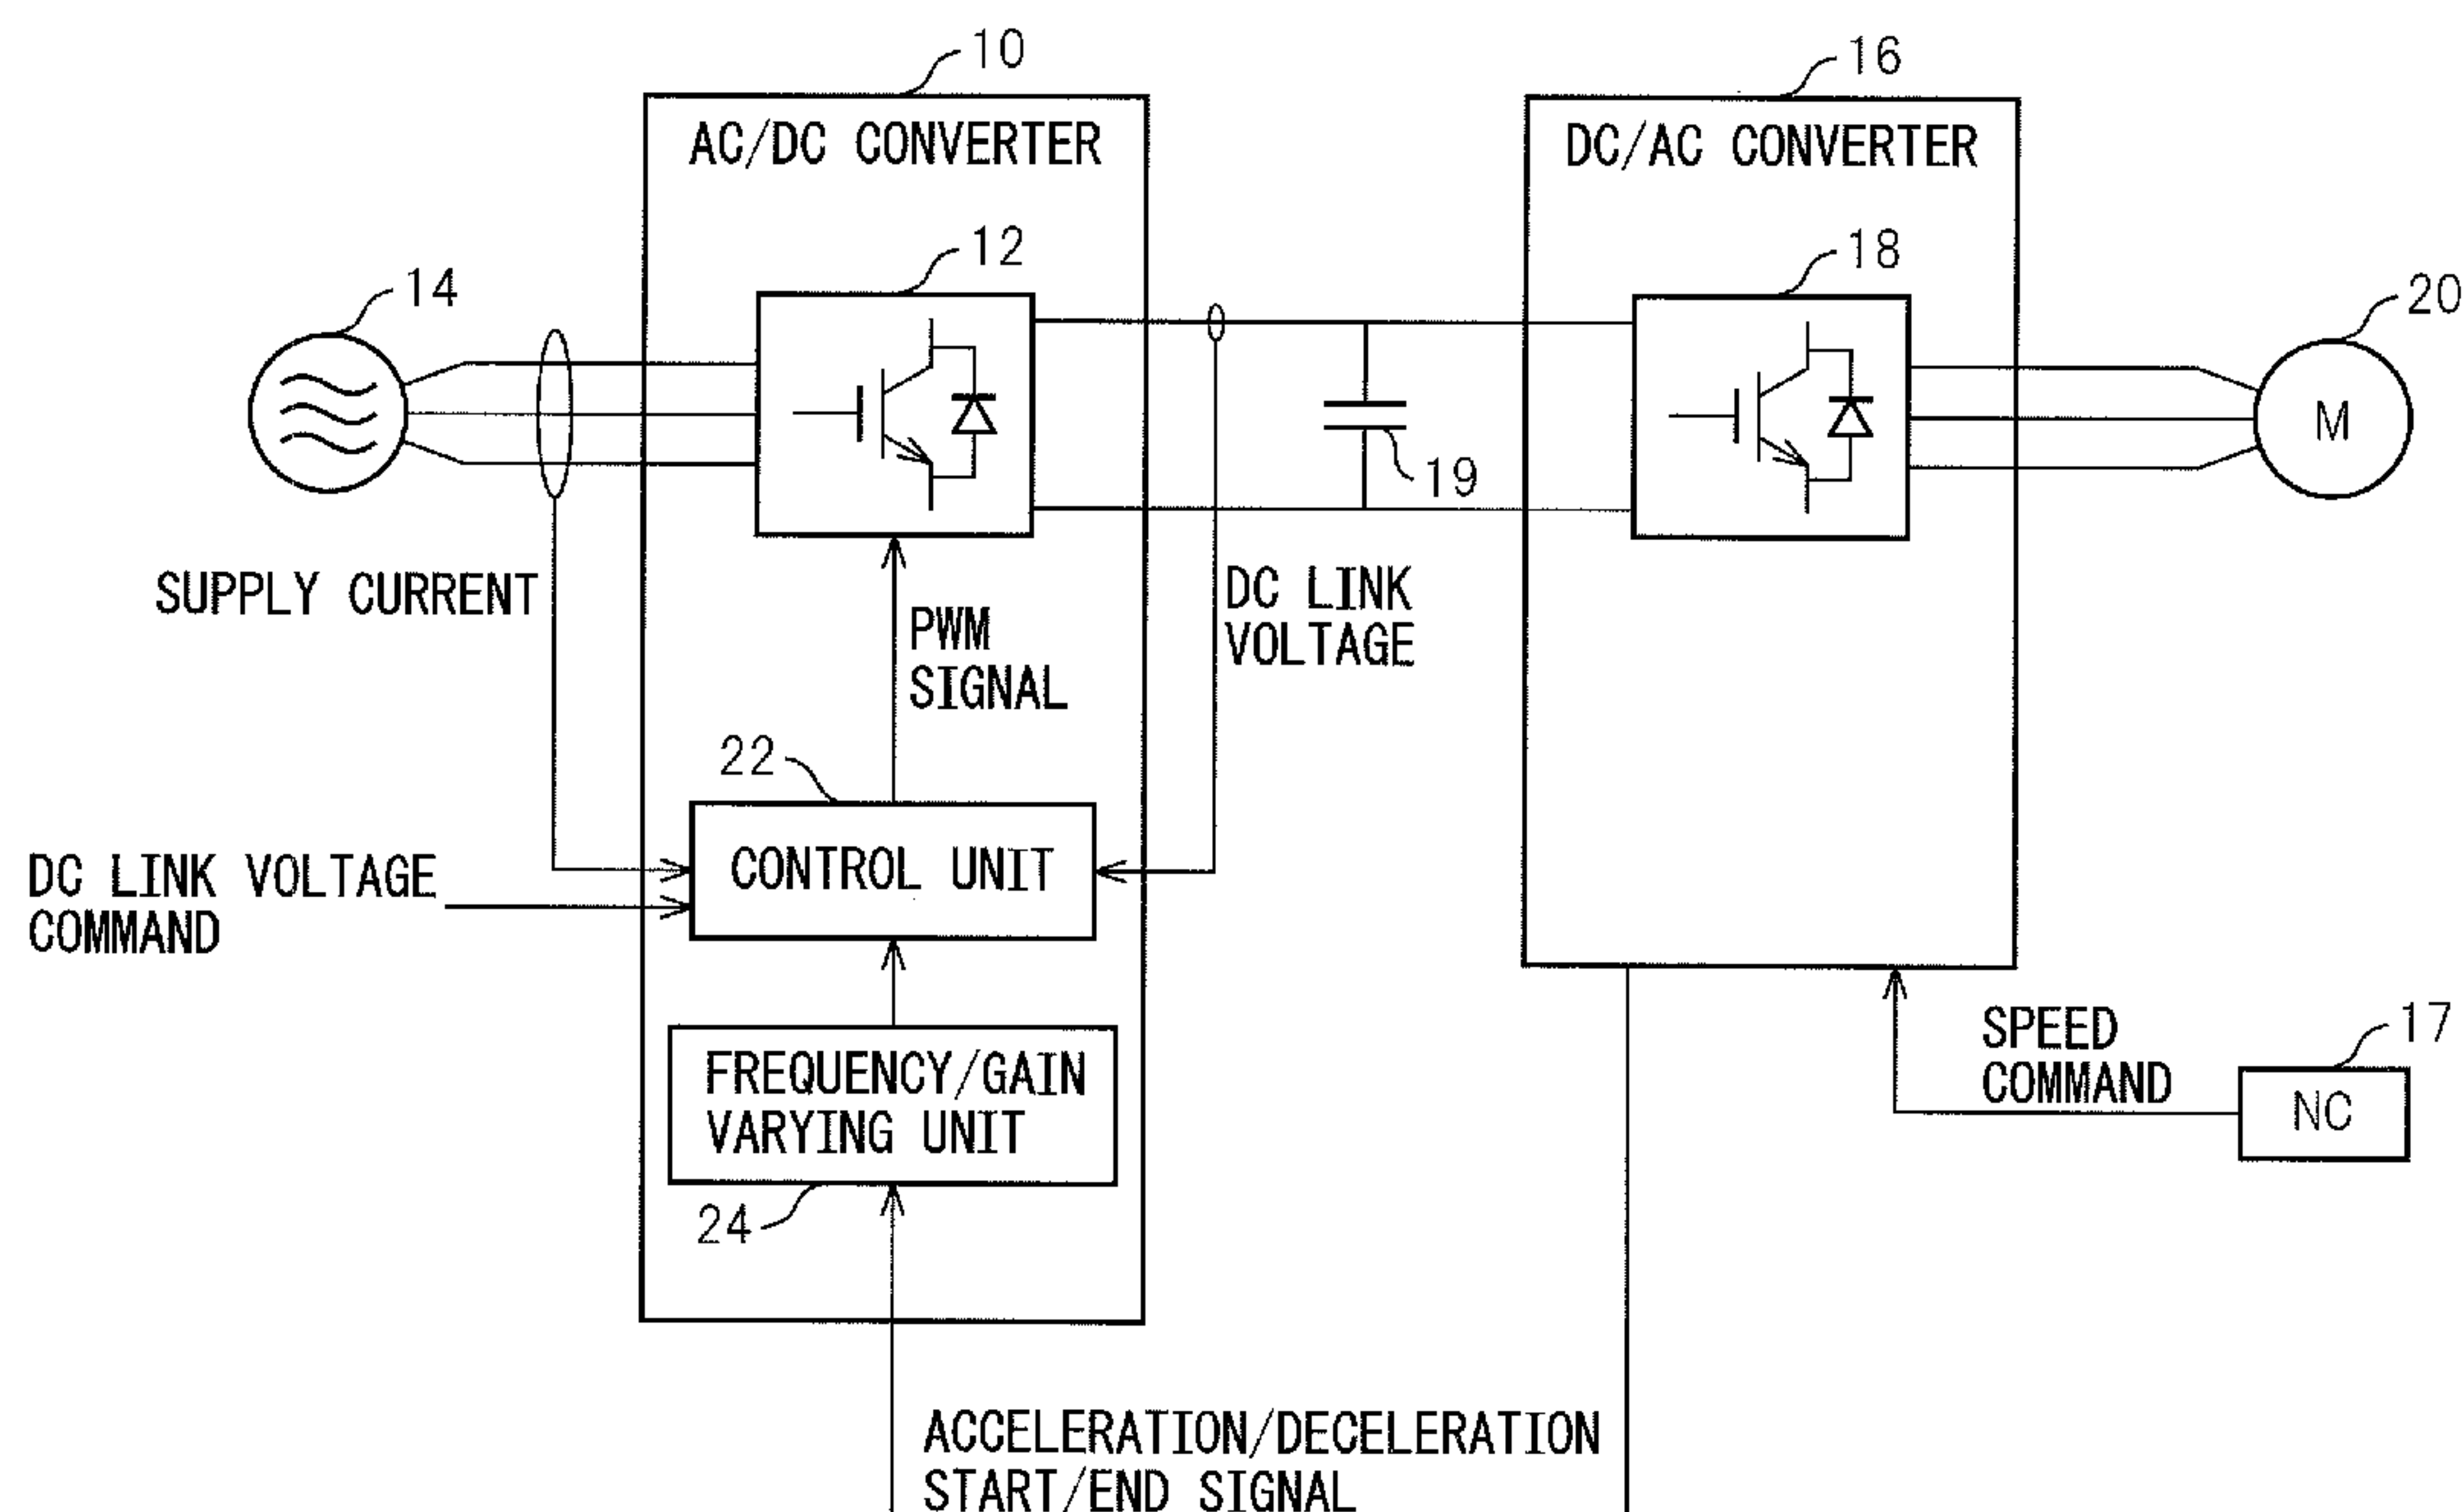 10
16
AC/DC CONVERTER
DC/AC CONVERTER
12
18
14
20
M
19
SUPPLY CURRENT
DC LINK
VOLTAGE
PWM
SIGNAL
22
CONTROL UNIT
DC LINK VOLTAGE
COMMAND
SPEED
COMMAND
17
NC
FREQUENCY/GAIN
VARYING UNIT
24
ACCELERATION/DECELERATION
START/END SIGNAL